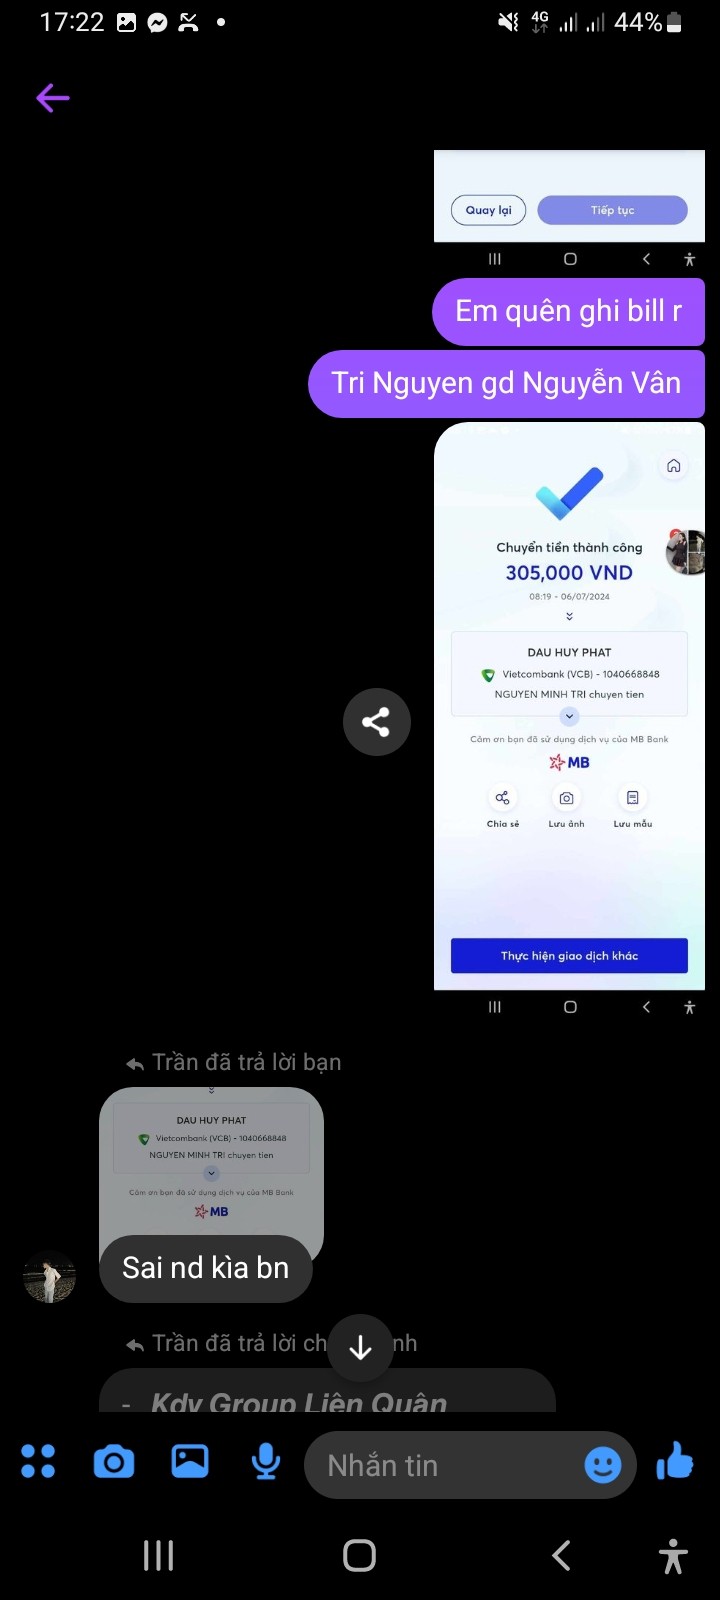 17:22
4G
44%
Quay lại
Tiếp tục
Em quên ghi bill r
Tri Nguyen gd Nguyễn Vân
Chuyển tiền thành công
305,000 VND
08:19 - 06/07/2024
DAU HUY PHAT
Vietcombank (VCB) - 1040668848
NGUYEN MINH TRI chuyen tien
Cảm ơn bạn đã sử dụng dịch vụ của MB Bank
MB
Chia sẻ
Lưu ảnh
Lưu mẫu
Thực hiện giao dịch khác
Trần đã trả lời bạn
DAU HUY PHAT
Vietcombank (VCB) - 1040668848
NGUYEN MINH TRI chuyen tien
Cảm ơn bạn đã sử dụng dịch vụ của MB Bank
MB
Sai nd kìa bn
Trần đã trả lời ch nh
- Kdv Group Liên Quân
Nhắn tin